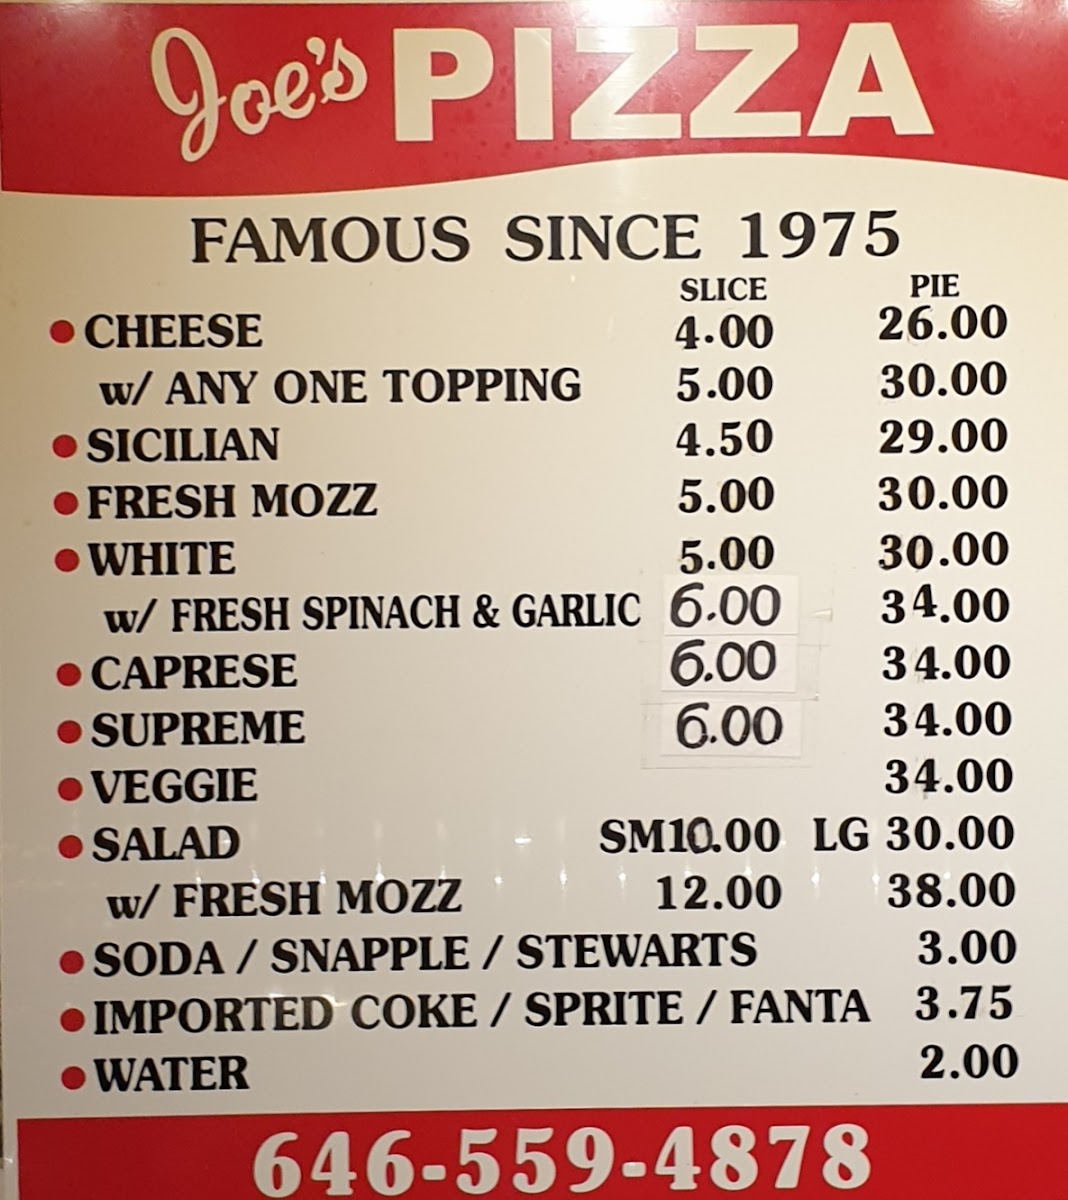 Joe's PIZZA
FAMOUS SINCE 1975
SLICE PIE
• CHEESE 4.00 26.00
w/ ANY ONE TOPPING 5.00 30.00
• SICILIAN 4.50 29.00
• FRESH MOZZ 5.00 30.00
• WHITE 5.00 30.00
w/ FRESH SPINACH & GARLIC 6.00 34.00
• CAPRESE 6.00 34.00
• SUPREME 6.00 34.00
• VEGGIE 34.00
• SALAD SM10.00 LG 30.00
w/ FRESH MOZZ 12.00 38.00
• SODA / SNAPPLE / STEWARTS 3.00
• IMPORTED COKE / SPRITE / FANTA 3.75
• WATER 2.00
646-559-4878